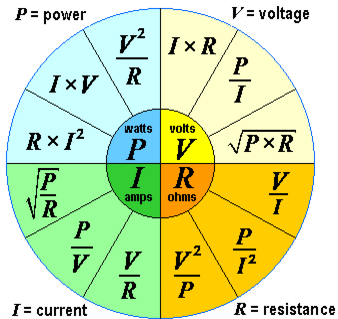 P = power
V = voltage
V²/R
I × R
I × V
P/I
R × I²
√(P × R)
watts
volts
P
V
I
R
amps
ohms
√(P/R)
V/I
P/V
P/I²
V/R
V²/P
I = current
R = resistance